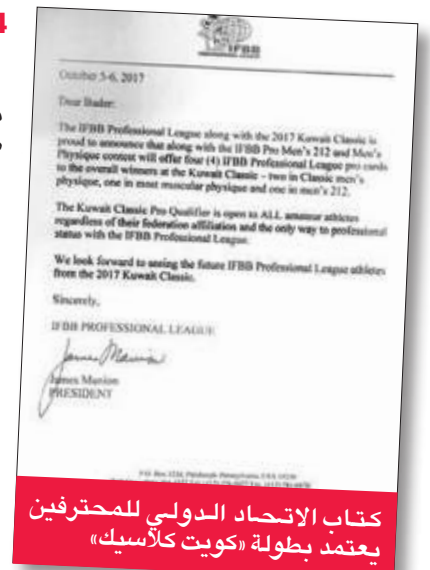 4
IFBB
October 5-6, 2017
Dear Bader:
The IFBB Professional League along with the 2017 Kuwait Classic is
proud to announce that along with the IFBB Pro Men's 212 and Men's
Physique contest will offer four (4) IFBB Professional League pro cards
to the overall winners at the Kuwait Classic – two in Classic men's
physique, one in most muscular physique and one in men's 212.
The Kuwait Classic Pro Qualifier is open to ALL amateur athletes
regardless of their federation affiliation and the only way to professional
status with the IFBB Professional League.
We look forward to seeing the future IFBB Professional League athletes
from the 2017 Kuwait Classic.
Sincerely,
IFBB PROFESSIONAL LEAGUE
James Manion
James Manion
PRESIDENT
كتاب الاتحاد الدولي للمحترفين
يعتمد بطولة «كويت كلاسيك»